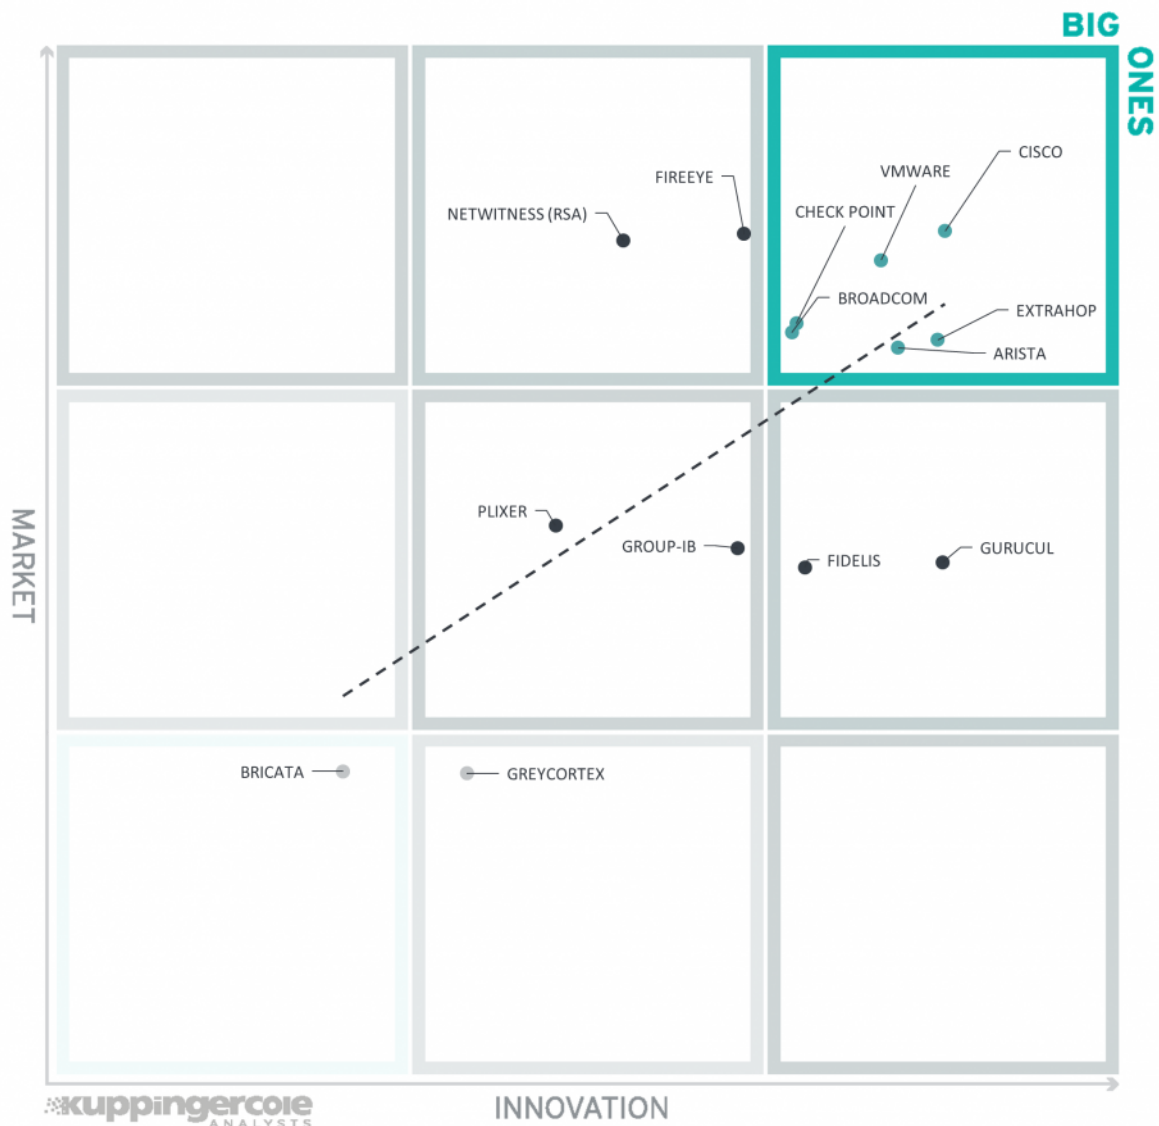 BIG
ONES
CISCO
VMWARE
FIREEYE
CHECK POINT
NETWITNESS (RSA)
BROADCOM
EXTRAHOP
ARISTA
PLIXER
GROUP-IB
GURUCUL
FIDELIS
MARKET
BRICATA
GREYCORTEX
kuppingercole
ANALYSTS
INNOVATION